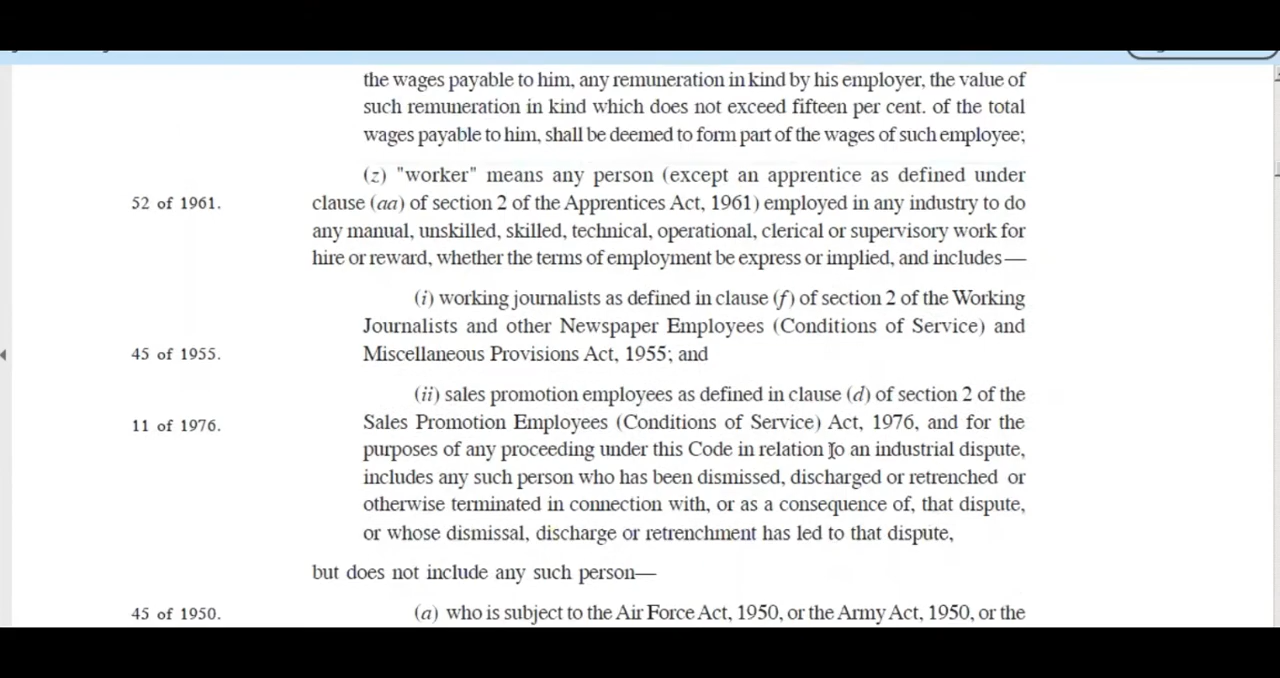 the wages payable to him, any remuneration in kind by his employer, the value of
such remuneration in kind which does not exceed fifteen per cent. of the total
wages payable to him, shall be deemed to form part of the wages of such employee;
(z) "worker" means any person (except an apprentice as defined under
52 of 1961. clause (aa) of section 2 of the Apprentices Act, 1961) employed in any industry to do
any manual, unskilled, skilled, technical, operational, clerical or supervisory work for
hire or reward, whether the terms of employment be express or implied, and includes—
(i) working journalists as defined in clause (f) of section 2 of the Working
Journalists and other Newspaper Employees (Conditions of Service) and
45 of 1955. Miscellaneous Provisions Act, 1955; and
(ii) sales promotion employees as defined in clause (d) of section 2 of the
11 of 1976. Sales Promotion Employees (Conditions of Service) Act, 1976, and for the
purposes of any proceeding under this Code in relation to an industrial dispute,
includes any such person who has been dismissed, discharged or retrenched or
otherwise terminated in connection with, or as a consequence of, that dispute,
or whose dismissal, discharge or retrenchment has led to that dispute,
but does not include any such person—
45 of 1950. (a) who is subject to the Air Force Act, 1950, or the Army Act, 1950, or the